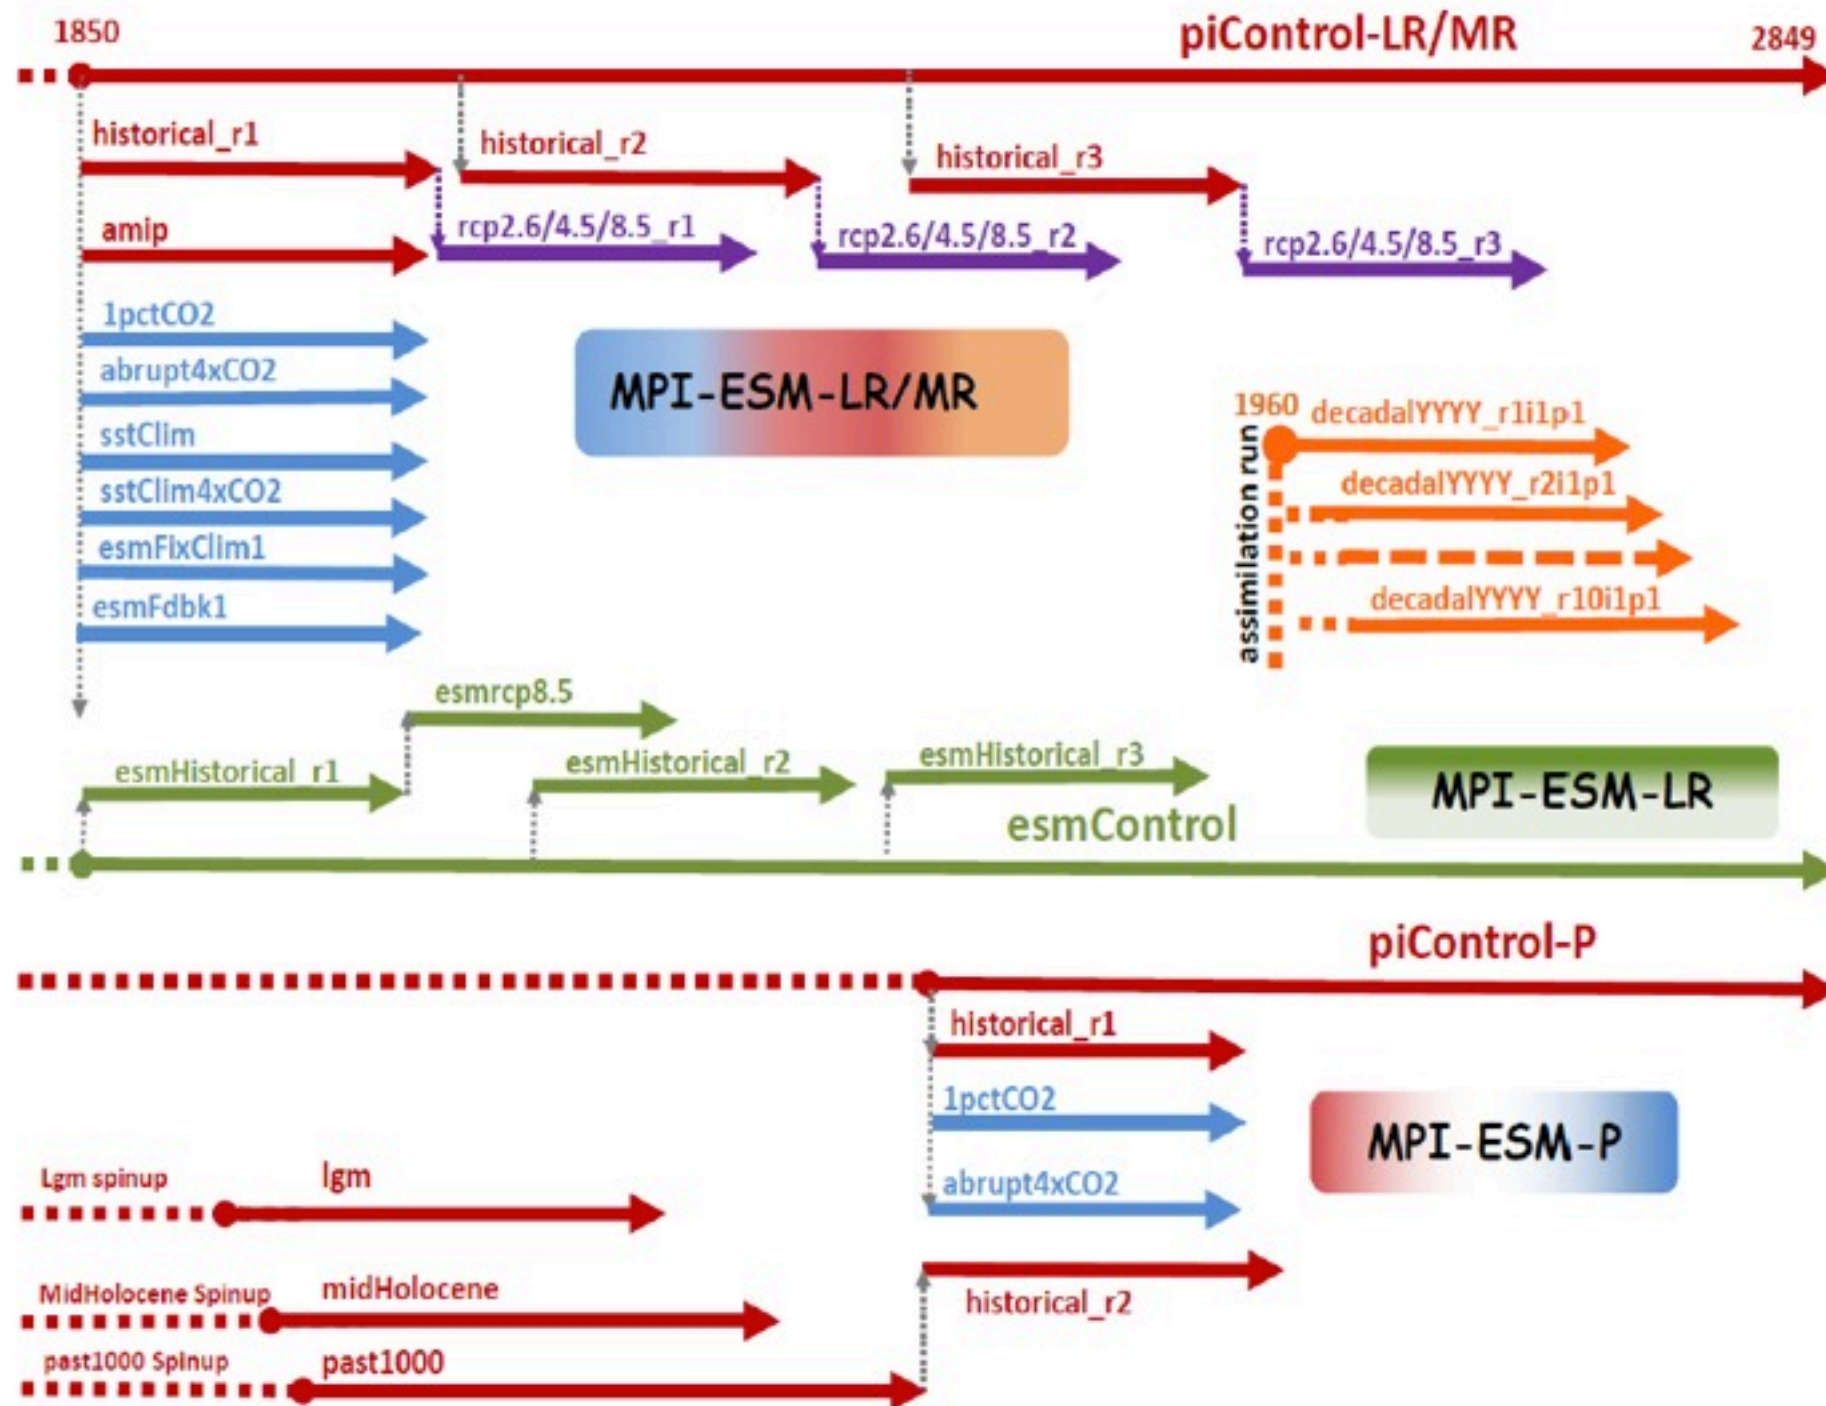 1850
piControl-LR/MR
2849
historical_r1
historical_r2
historical_r3
amip
rcp2.6/4.5/8.5_r1
rcp2.6/4.5/8.5_r2
rcp2.6/4.5/8.5_r3
1pctCO2
abrupt4xCO2
sstClim
sstClim4xCO2
esmFixClim1
esmFdbk1
MPI-ESM-LR/MR
1960
assimilation run
decadalYYYY_r1i1p1
decadalYYYY_r2i1p1
decadalYYYY_r10i1p1
esmrcp8.5
esmHistorical_r1
esmHistorical_r2
esmHistorical_r3
MPI-ESM-LR
esmControl
piControl-P
historical_r1
1pctCO2
abrupt4xCO2
MPI-ESM-P
Lgm spinup
lgm
MidHolocene Spinup
midHolocene
historical_r2
past1000 Spinup
past1000